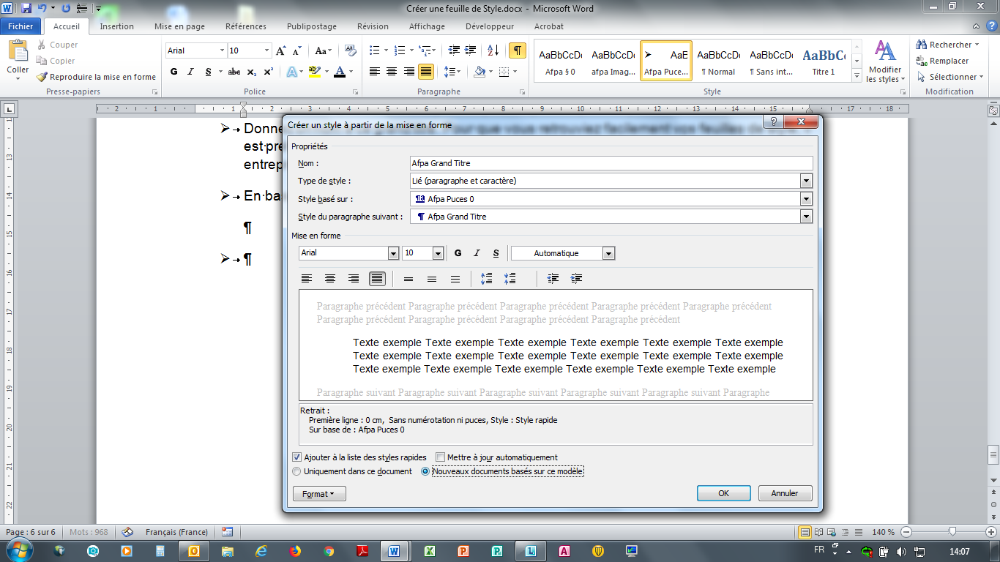 Créer une feuille de Style.docx - Microsoft Word
Fichier Accueil Insertion Mise en page Références Publipostage Révision Affichage Développeur Acrobat
Coller
Couper
Copier
Reproduire la mise en forme
Presse-papiers
Arial 10
G I S abc x₂ x²
Police
Paragraphe
AaBbCcDc AaBbCcDc AaE AaBbCcDc AaBbCcDc AaBbCc
Afpa § 0 afpa Imag... Afpa Puce... ¶ Normal ¶ Sans int... Titre 1
Modifier les styles
Style
Rechercher
Remplacer
Sélectionner
Modification
2 1 1 2 3 4 5 6 7 8 9 10 11 12 13 14 15 17 18
13 14 15 16 17 18 19 20 21 22
Donne
est·pré
entrep
En·ba
¶
¶
Créer un style à partir de la mise en forme
Propriétés
Nom : Afpa Grand Titre
Type de style : Lié (paragraphe et caractère)
Style basé sur : ¶a Afpa Puces 0
Style du paragraphe suivant : ¶ Afpa Grand Titre
Mise en forme
Arial 10 G I S Automatique
Paragraphe précédent Paragraphe précédent Paragraphe précédent Paragraphe précédent Paragraphe précédent
Paragraphe précédent Paragraphe précédent Paragraphe précédent Paragraphe précédent
Texte exemple Texte exemple Texte exemple Texte exemple Texte exemple Texte exemple
Texte exemple Texte exemple Texte exemple Texte exemple Texte exemple Texte exemple
Texte exemple Texte exemple Texte exemple Texte exemple Texte exemple Texte exemple
Paragraphe suivant Paragraphe suivant Paragraphe suivant Paragraphe suivant Paragraphe suivant Paragraphe
Retrait :
Première ligne : 0 cm, Sans numérotation ni puces, Style : Style rapide
Sur base de : Afpa Puces 0
Ajouter à la liste des styles rapides Mettre à jour automatiquement
Uniquement dans ce document Nouveaux documents basés sur ce modèle
Format OK Annuler
Page : 6 sur 6 Mots : 968 Français (France) 140 %
FR 14:07